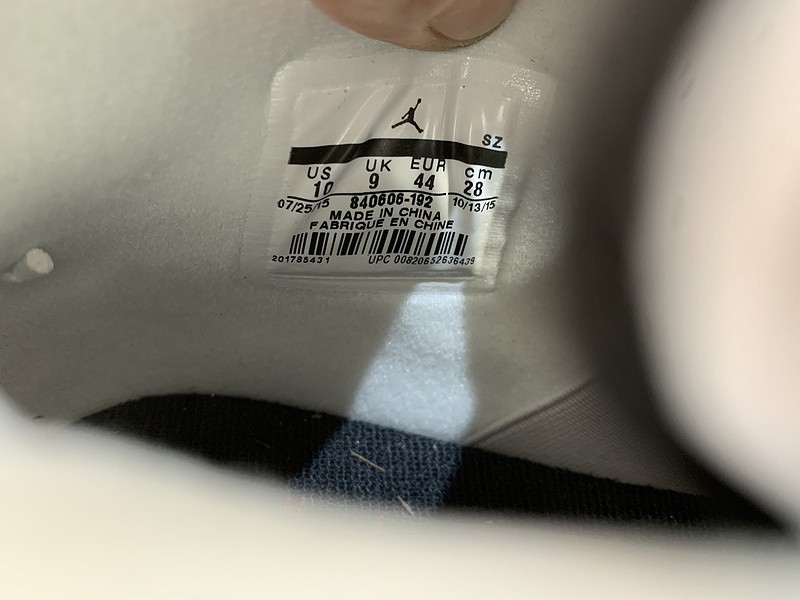 SZ
US UK EUR cm
10 9 44 28
07/25/15 840606-192 10/13/15
MADE IN CHINA
FABRIQUE EN CHINE
201785431 UPC 00820652636439